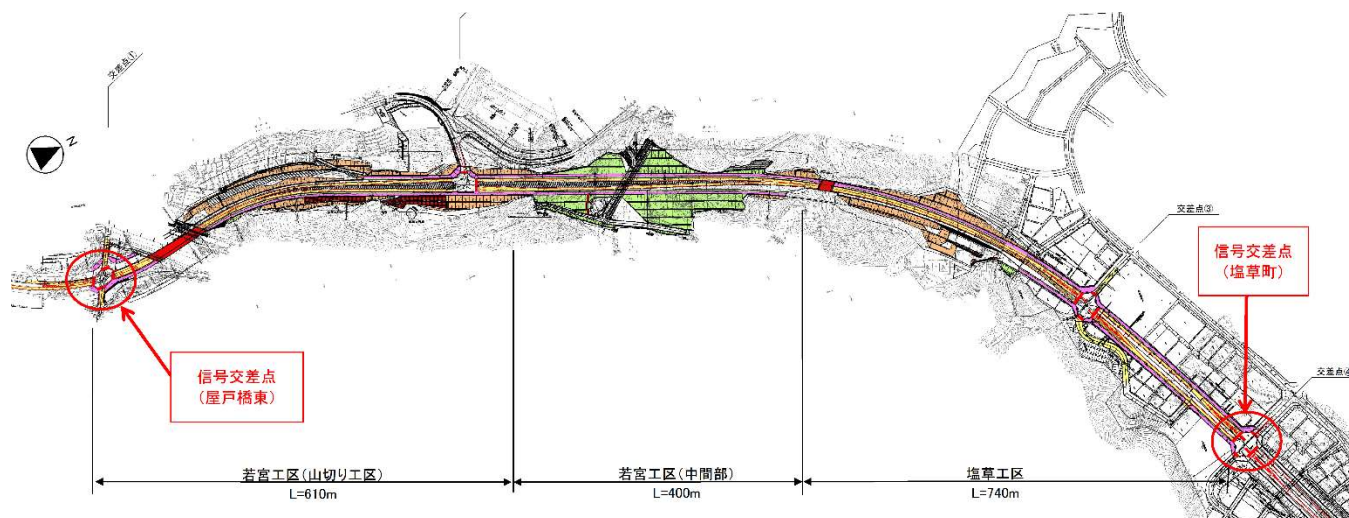 交差点①
N
交差点③
信号交差点
（塩草町）
交差点④
信号交差点
（屋戸橋東）
若宮工区（山切り工区）
L=610m
若宮工区（中間部）
L=400m
塩草工区
L=740m